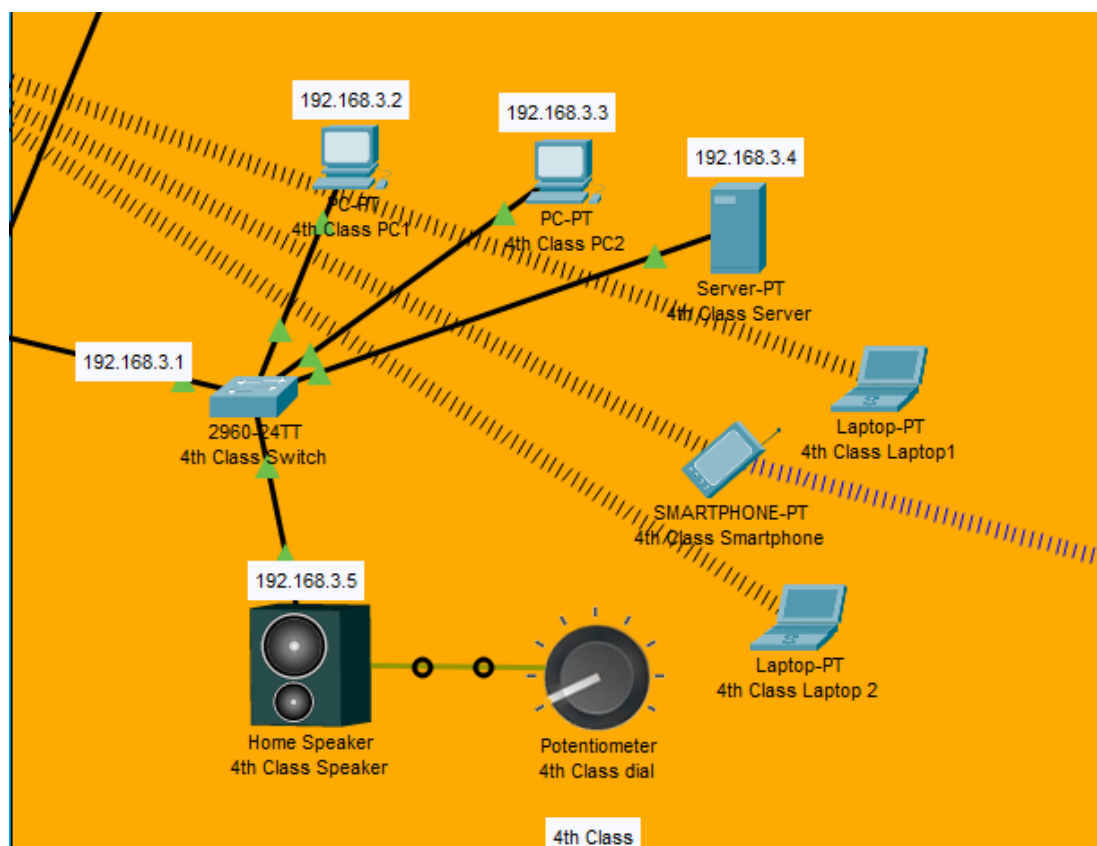 192.168.3.2
PC-PT
4th Class PC1
192.168.3.3
PC-PT
4th Class PC2
192.168.3.4
Server-PT
4th Class Server
192.168.3.1
2960-24TT
4th Class Switch
Laptop-PT
4th Class Laptop1
SMARTPHONE-PT
4th Class Smartphone
192.168.3.5
Home Speaker
4th Class Speaker
Potentiometer
4th Class dial
Laptop-PT
4th Class Laptop 2
4th Class